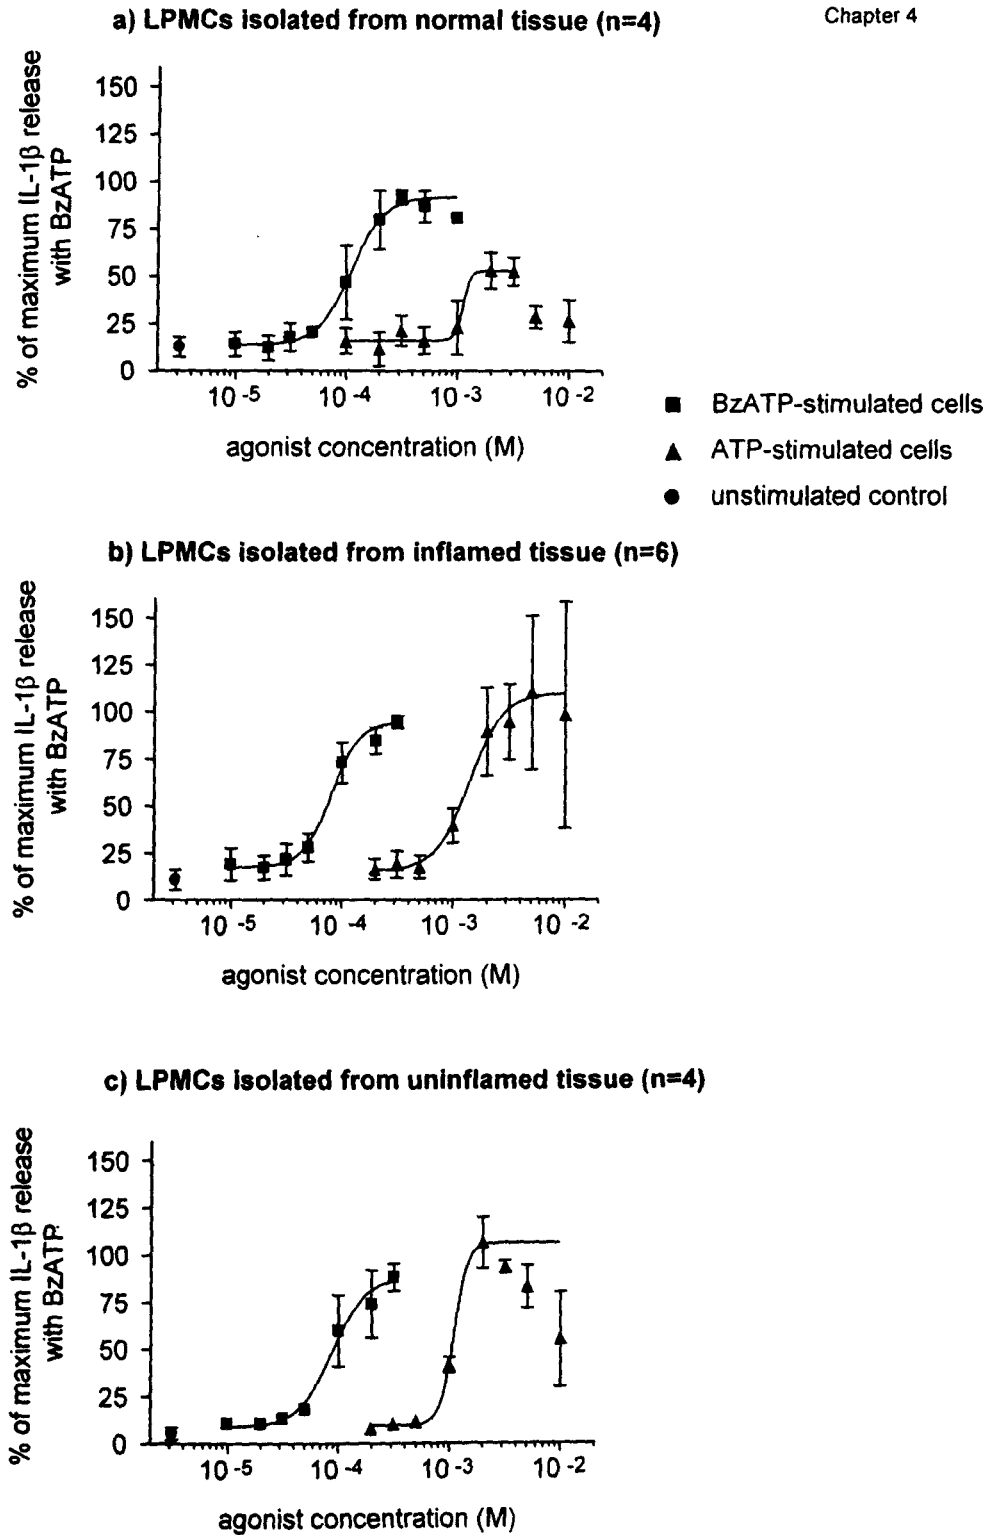 Chapter 4
a) LPMCs isolated from normal tissue (n=4)
% of maximum IL-1β release
with BzATP
150
125
100
75
50
25
0
10 -5
10 -4
10 -3
10 -2
agonist concentration (M)
BzATP-stimulated cells
ATP-stimulated cells
unstimulated control
b) LPMCs isolated from inflamed tissue (n=6)
% of maximum IL-1β release
with BzATP
150
125
100
75
50
25
0
10 -5
10 -4
10 -3
10 -2
agonist concentration (M)
c) LPMCs isolated from uninflamed tissue (n=4)
% of maximum IL-1β release
with BzATP
150
125
100
75
50
25
0
10 -5
10 -4
10 -3
10 -2
agonist concentration (M)